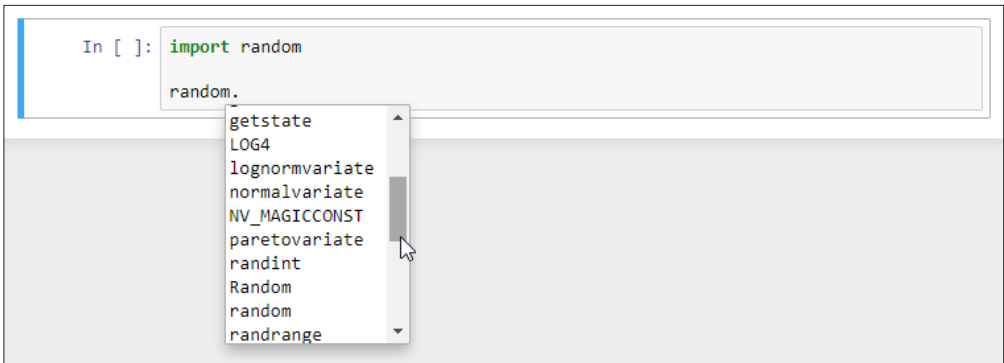 In [ ]: import random
random.
getstate
LOG4
lognormvariate
normalvariate
NV_MAGICCONST
paretovariate
randint
Random
random
randrange